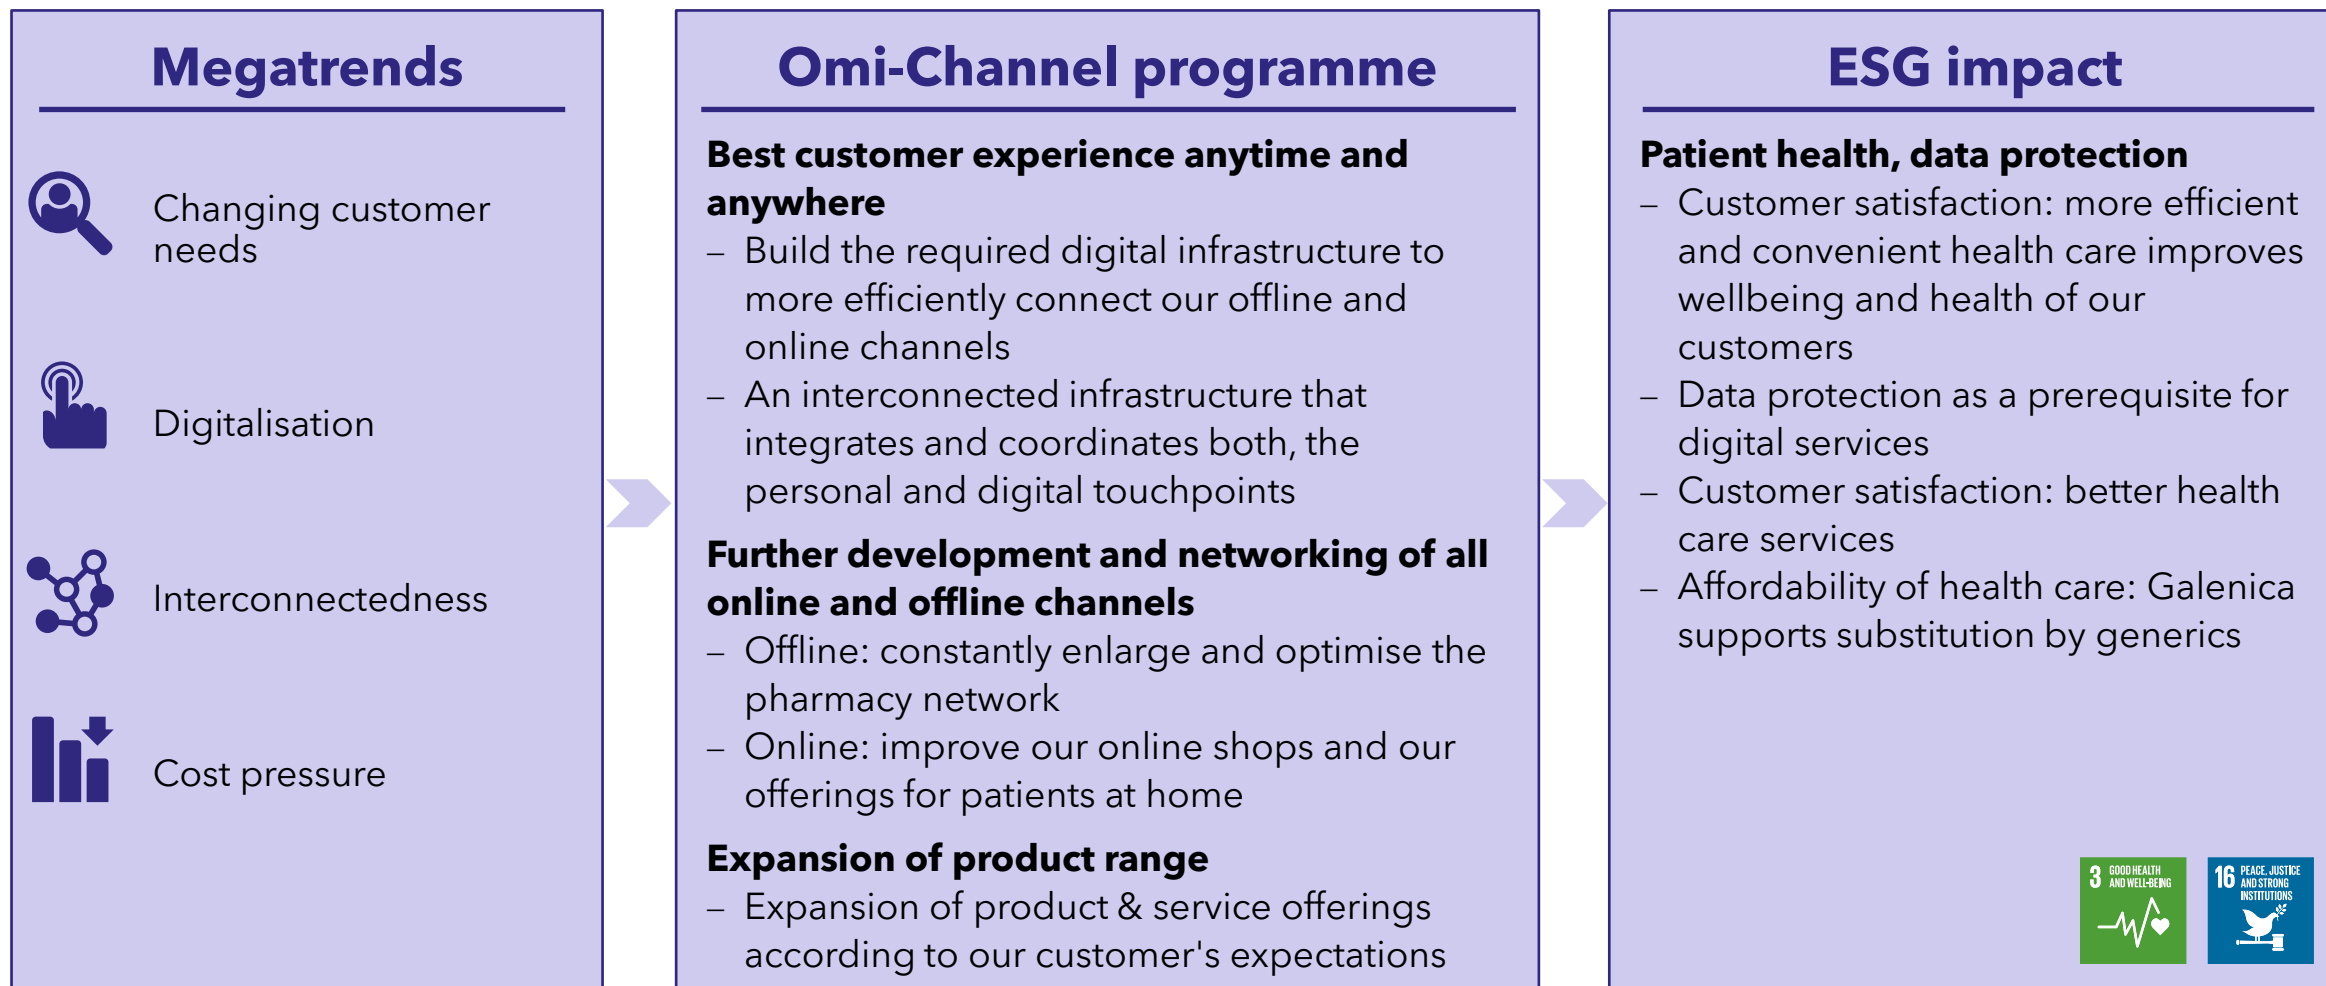 Megatrends
Changing customer
needs
Digitalisation
Interconnectedness
Cost pressure
Omi-Channel programme
Best customer experience anytime and
anywhere
– Build the required digital infrastructure to
more efficiently connect our offline and
online channels
– An interconnected infrastructure that
integrates and coordinates both, the
personal and digital touchpoints
Further development and networking of all
online and offline channels
– Offline: constantly enlarge and optimise the
pharmacy network
– Online: improve our online shops and our
offerings for patients at home
Expansion of product range
– Expansion of product & service offerings
according to our customer's expectations
ESG impact
Patient health, data protection
– Customer satisfaction: more efficient
and convenient health care improves
wellbeing and health of our
customers
– Data protection as a prerequisite for
digital services
– Customer satisfaction: better health
care services
– Affordability of health care: Galenica
supports substitution by generics
3 GOOD HEALTH
AND WELL-BEING
16 PEACE, JUSTICE
AND STRONG
INSTITUTIONS